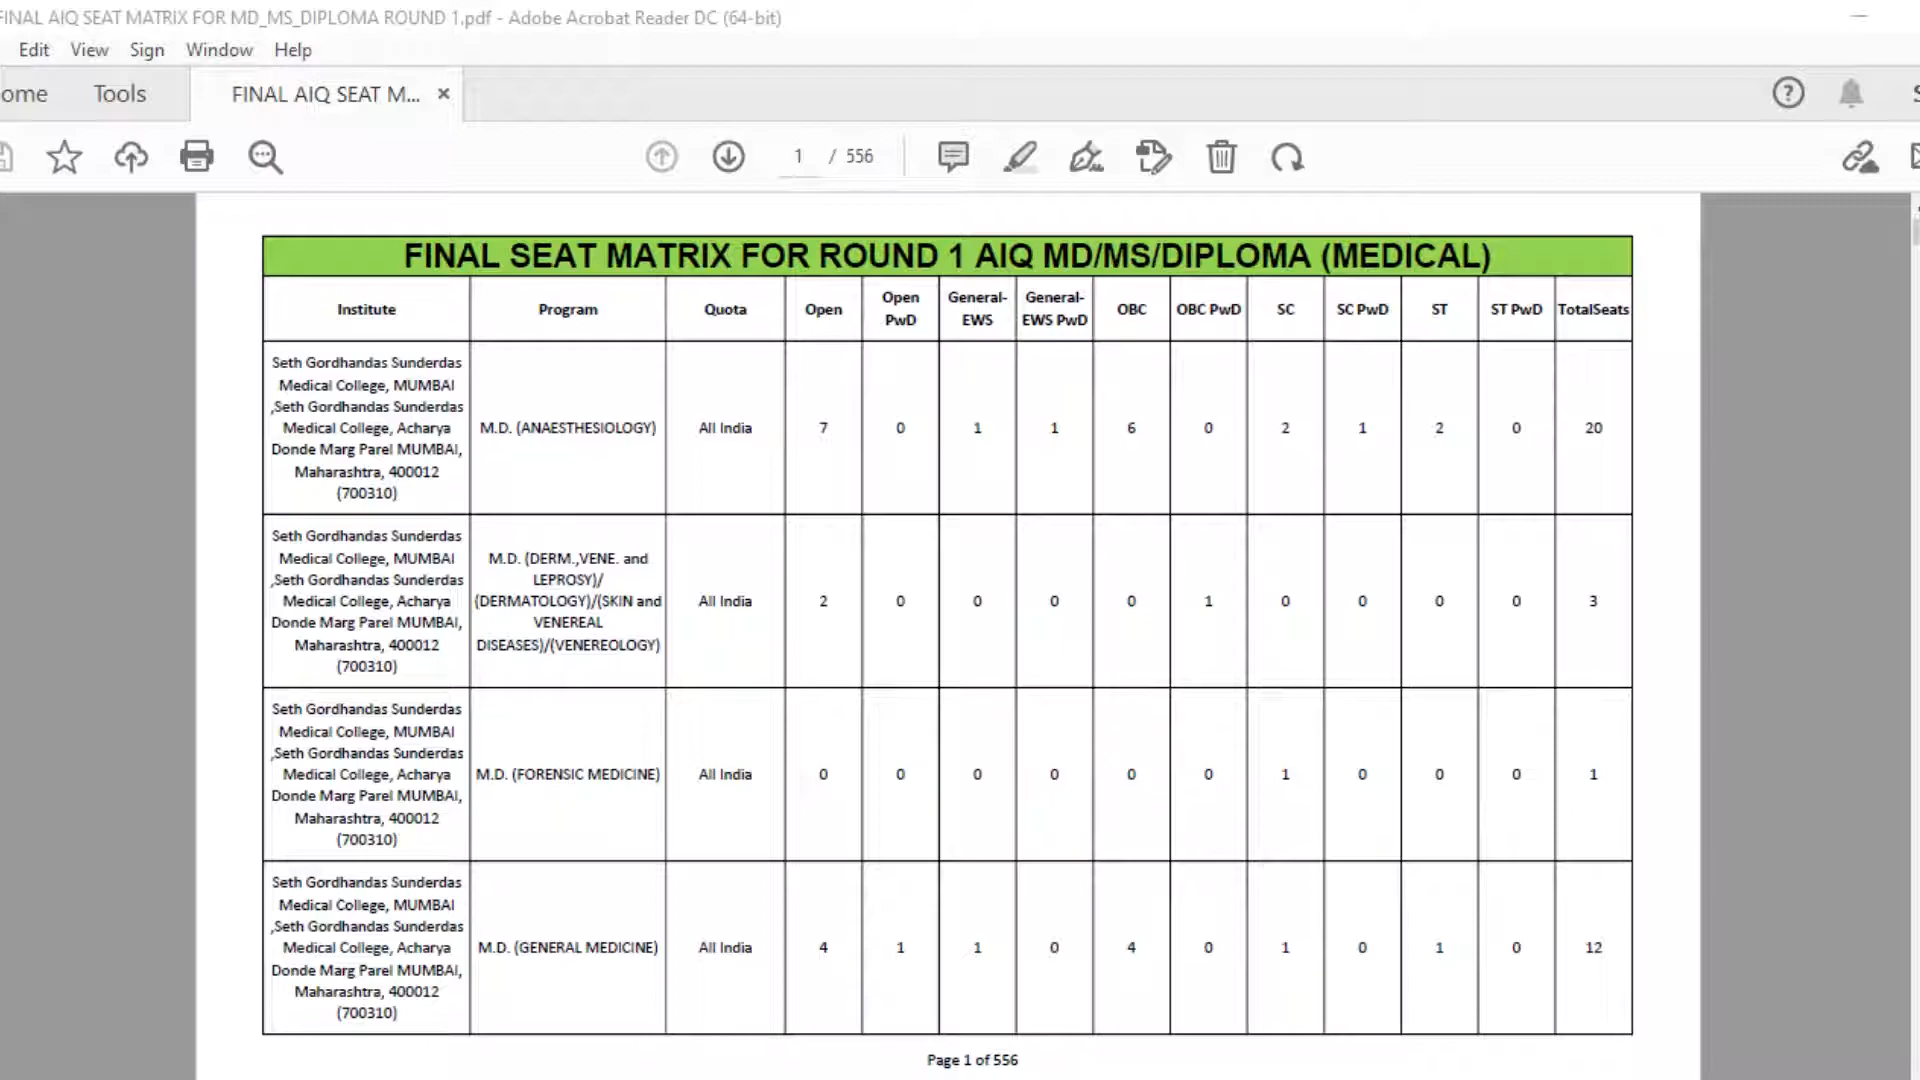 FINAL AIQ SEAT MATRIX FOR MD_MS_DIPLOMA ROUND 1.pdf - Adobe Acrobat Reader DC (64-bit)
Edit View Sign Window Help
ome Tools FINAL AIQ SEAT M... ×
1 / 556
FINAL SEAT MATRIX FOR ROUND 1 AIQ MD/MS/DIPLOMA (MEDICAL)
Institute Program Quota Open Open PwD General-EWS General-EWS PwD OBC OBC PwD SC SC PwD ST ST PwD TotalSeats
Seth Gordhandas Sunderdas
Medical College, MUMBAI
,Seth Gordhandas Sunderdas
Medical College, Acharya
Donde Marg Parel MUMBAI,
Maharashtra, 400012
(700310)
M.D. (ANAESTHESIOLOGY) All India 7 0 1 1 6 0 2 1 2 0 20
Seth Gordhandas Sunderdas
Medical College, MUMBAI
,Seth Gordhandas Sunderdas
Medical College, Acharya
Donde Marg Parel MUMBAI,
Maharashtra, 400012
(700310)
M.D. (DERM.,VENE. and
LEPROSY)/
(DERMATOLOGY)/(SKIN and
VENEREAL
DISEASES)/(VENEREOLOGY)
All India 2 0 0 0 0 1 0 0 0 0 3
Seth Gordhandas Sunderdas
Medical College, MUMBAI
,Seth Gordhandas Sunderdas
Medical College, Acharya
Donde Marg Parel MUMBAI,
Maharashtra, 400012
(700310)
M.D. (FORENSIC MEDICINE) All India 0 0 0 0 0 0 1 0 0 0 1
Seth Gordhandas Sunderdas
Medical College, MUMBAI
,Seth Gordhandas Sunderdas
Medical College, Acharya
Donde Marg Parel MUMBAI,
Maharashtra, 400012
(700310)
M.D. (GENERAL MEDICINE) All India 4 1 1 0 4 0 1 0 1 0 12
Page 1 of 556